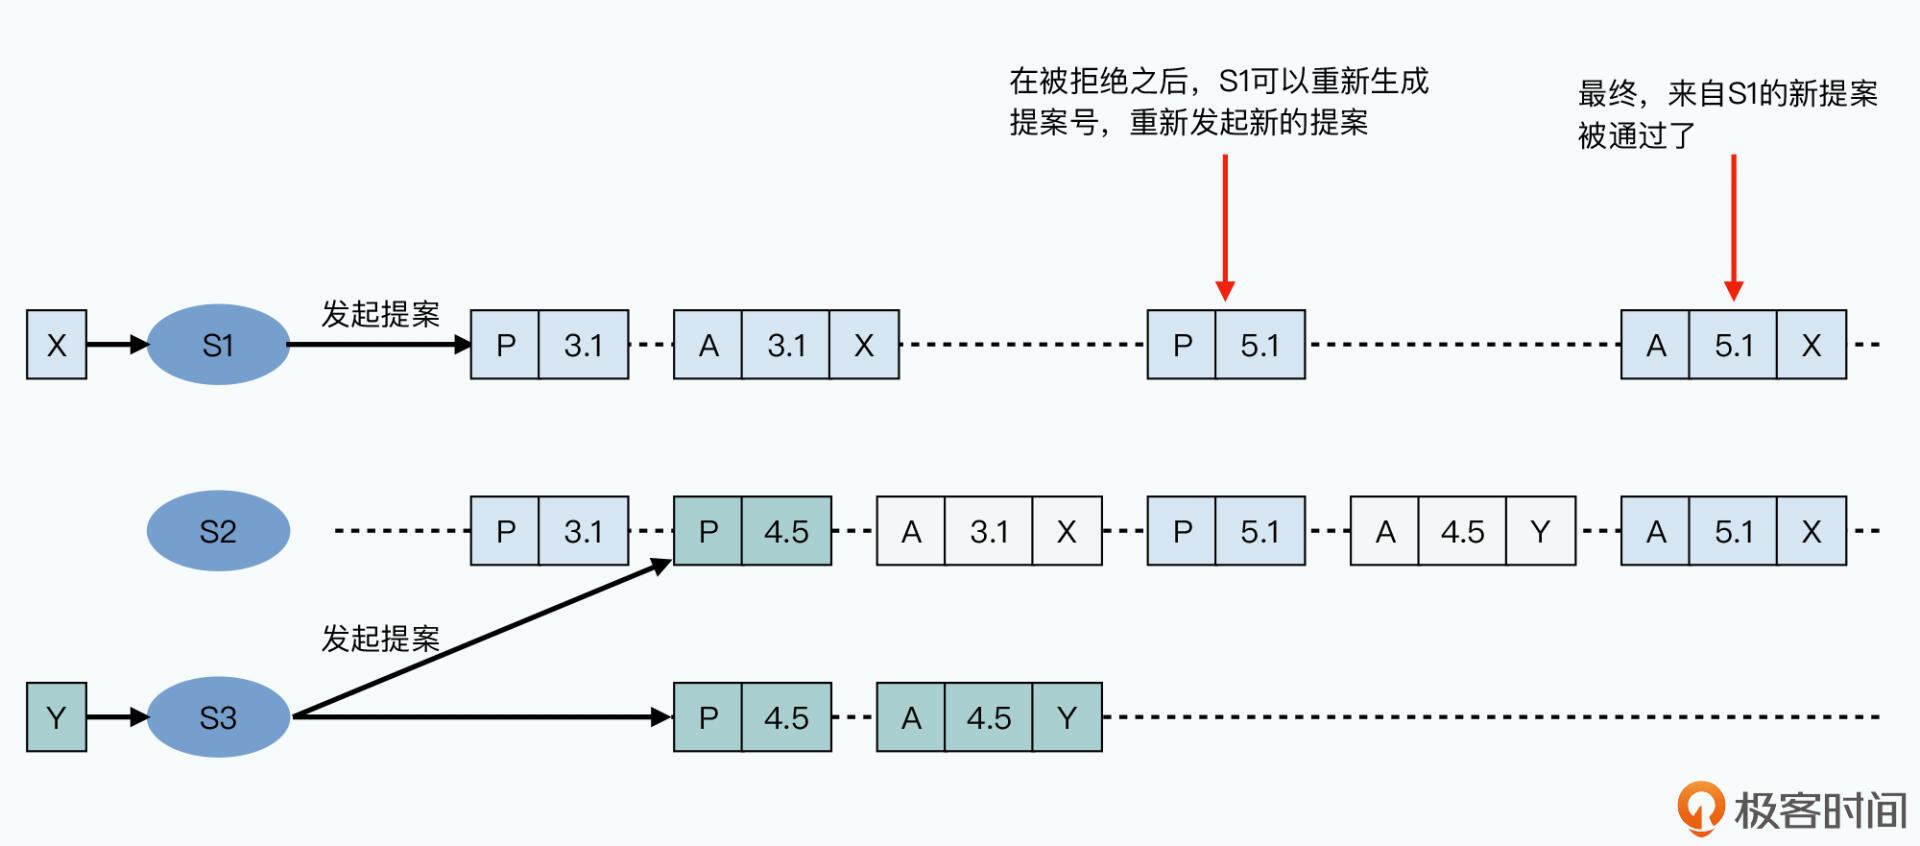 在被拒绝之后，S1可以重新生成
提案号，重新发起新的提案
最终，来自S1的新提案
被通过了
X S1 发起提案 P 3.1 A 3.1 X P 5.1 A 5.1 X
S2 P 3.1 P 4.5 A 3.1 X P 5.1 A 4.5 Y A 5.1 X
发起提案
Y S3 P 4.5 A 4.5 Y
极客时间